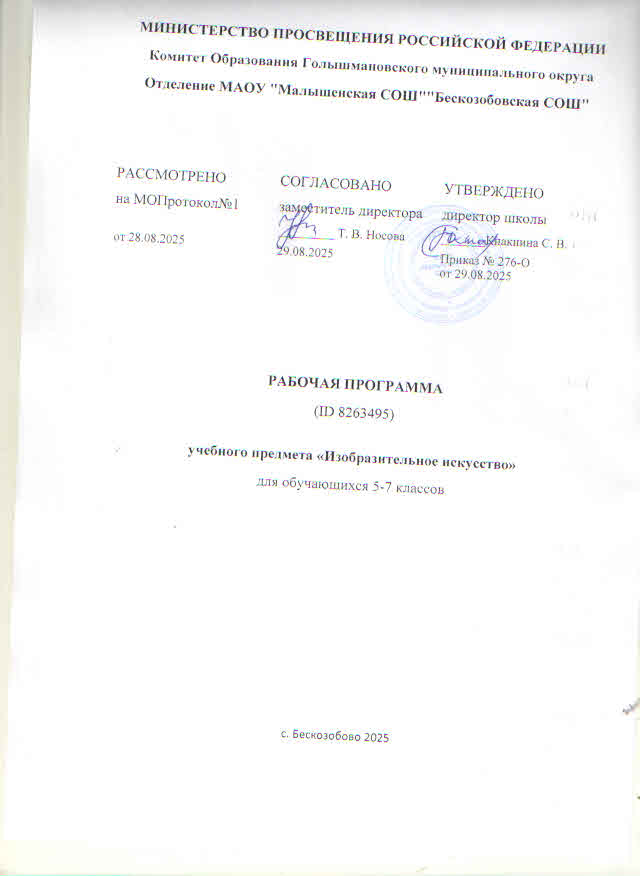 МИНИСТЕРСТВО ПРОСВЕЩЕНИЯ РОССИЙСКОЙ ФЕДЕРАЦИИ
Комитет Образования Голышмановского муниципального округа
Отделение МАОУ "Малышенская СОШ""Бескозобовская СОШ"
РАССМОТРЕНО
на МОПротокол№1
от 28.08.2025
СОГЛАСОВАНО
заместитель директора
Т. В. Носова
29.08.2025
УТВЕРЖДЕНО
директор школы
С. В.
Приказ № 276-О
от 29.08.2025
РАБОЧАЯ ПРОГРАММА
(ID 8263495)
учебного предмета «Изобразительное искусство»
для обучающихся 5-7 классов
с. Бескозобово 2025